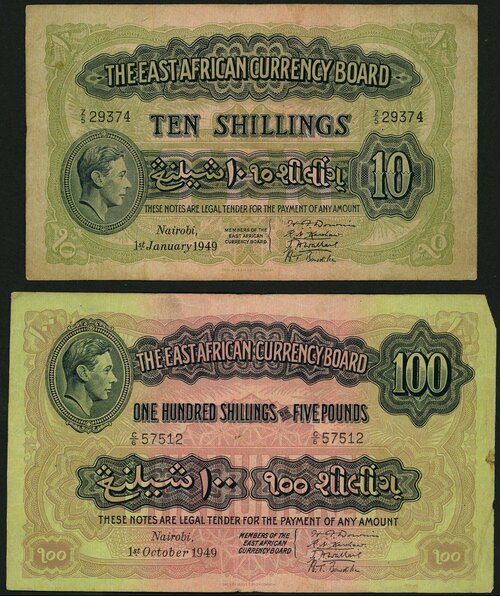 THE EAST AFRICAN CURRENCY BOARD
Z/5 29374 Z/5 29374
TEN SHILLINGS
١٠ ૧૦ શીલીંગ 10
THESE NOTES ARE LEGAL TENDER FOR THE PAYMENT OF ANY AMOUNT
Nairobi,
1st January 1949
MEMBERS OF THE
EAST AFRICAN
CURRENCY BOARD
THE EAST AFRICAN CURRENCY BOARD 100
ONE HUNDRED SHILLINGS OR FIVE POUNDS
C/6 57512 C/6 57512
١٠٠ ૧૦૦ શીલીંગ
THESE NOTES ARE LEGAL TENDER FOR THE PAYMENT OF ANY AMOUNT
Nairobi,
1st October 1949
MEMBERS OF THE
EAST AFRICAN
CURRENCY BOARD
૧૦૦ ૧૦૦